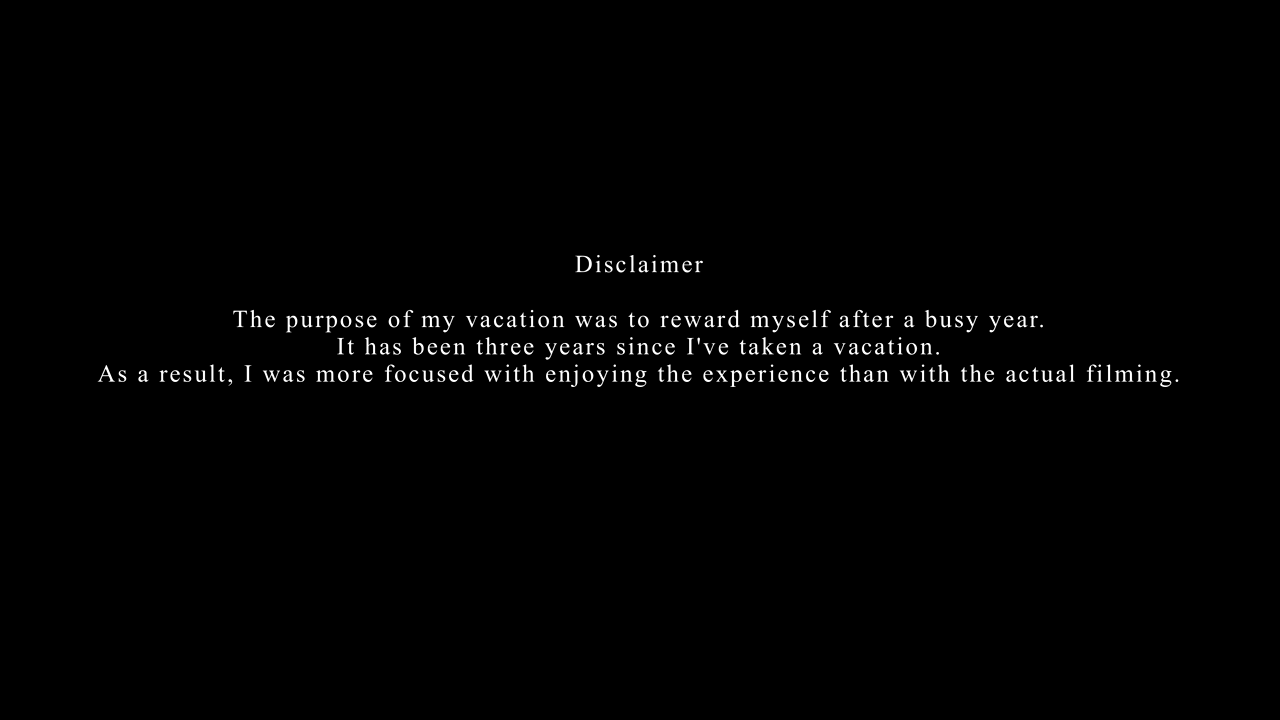 Disclaimer
The purpose of my vacation was to reward myself after a busy year.
It has been three years since I've taken a vacation.
As a result, I was more focused with enjoying the experience than with the actual filming.